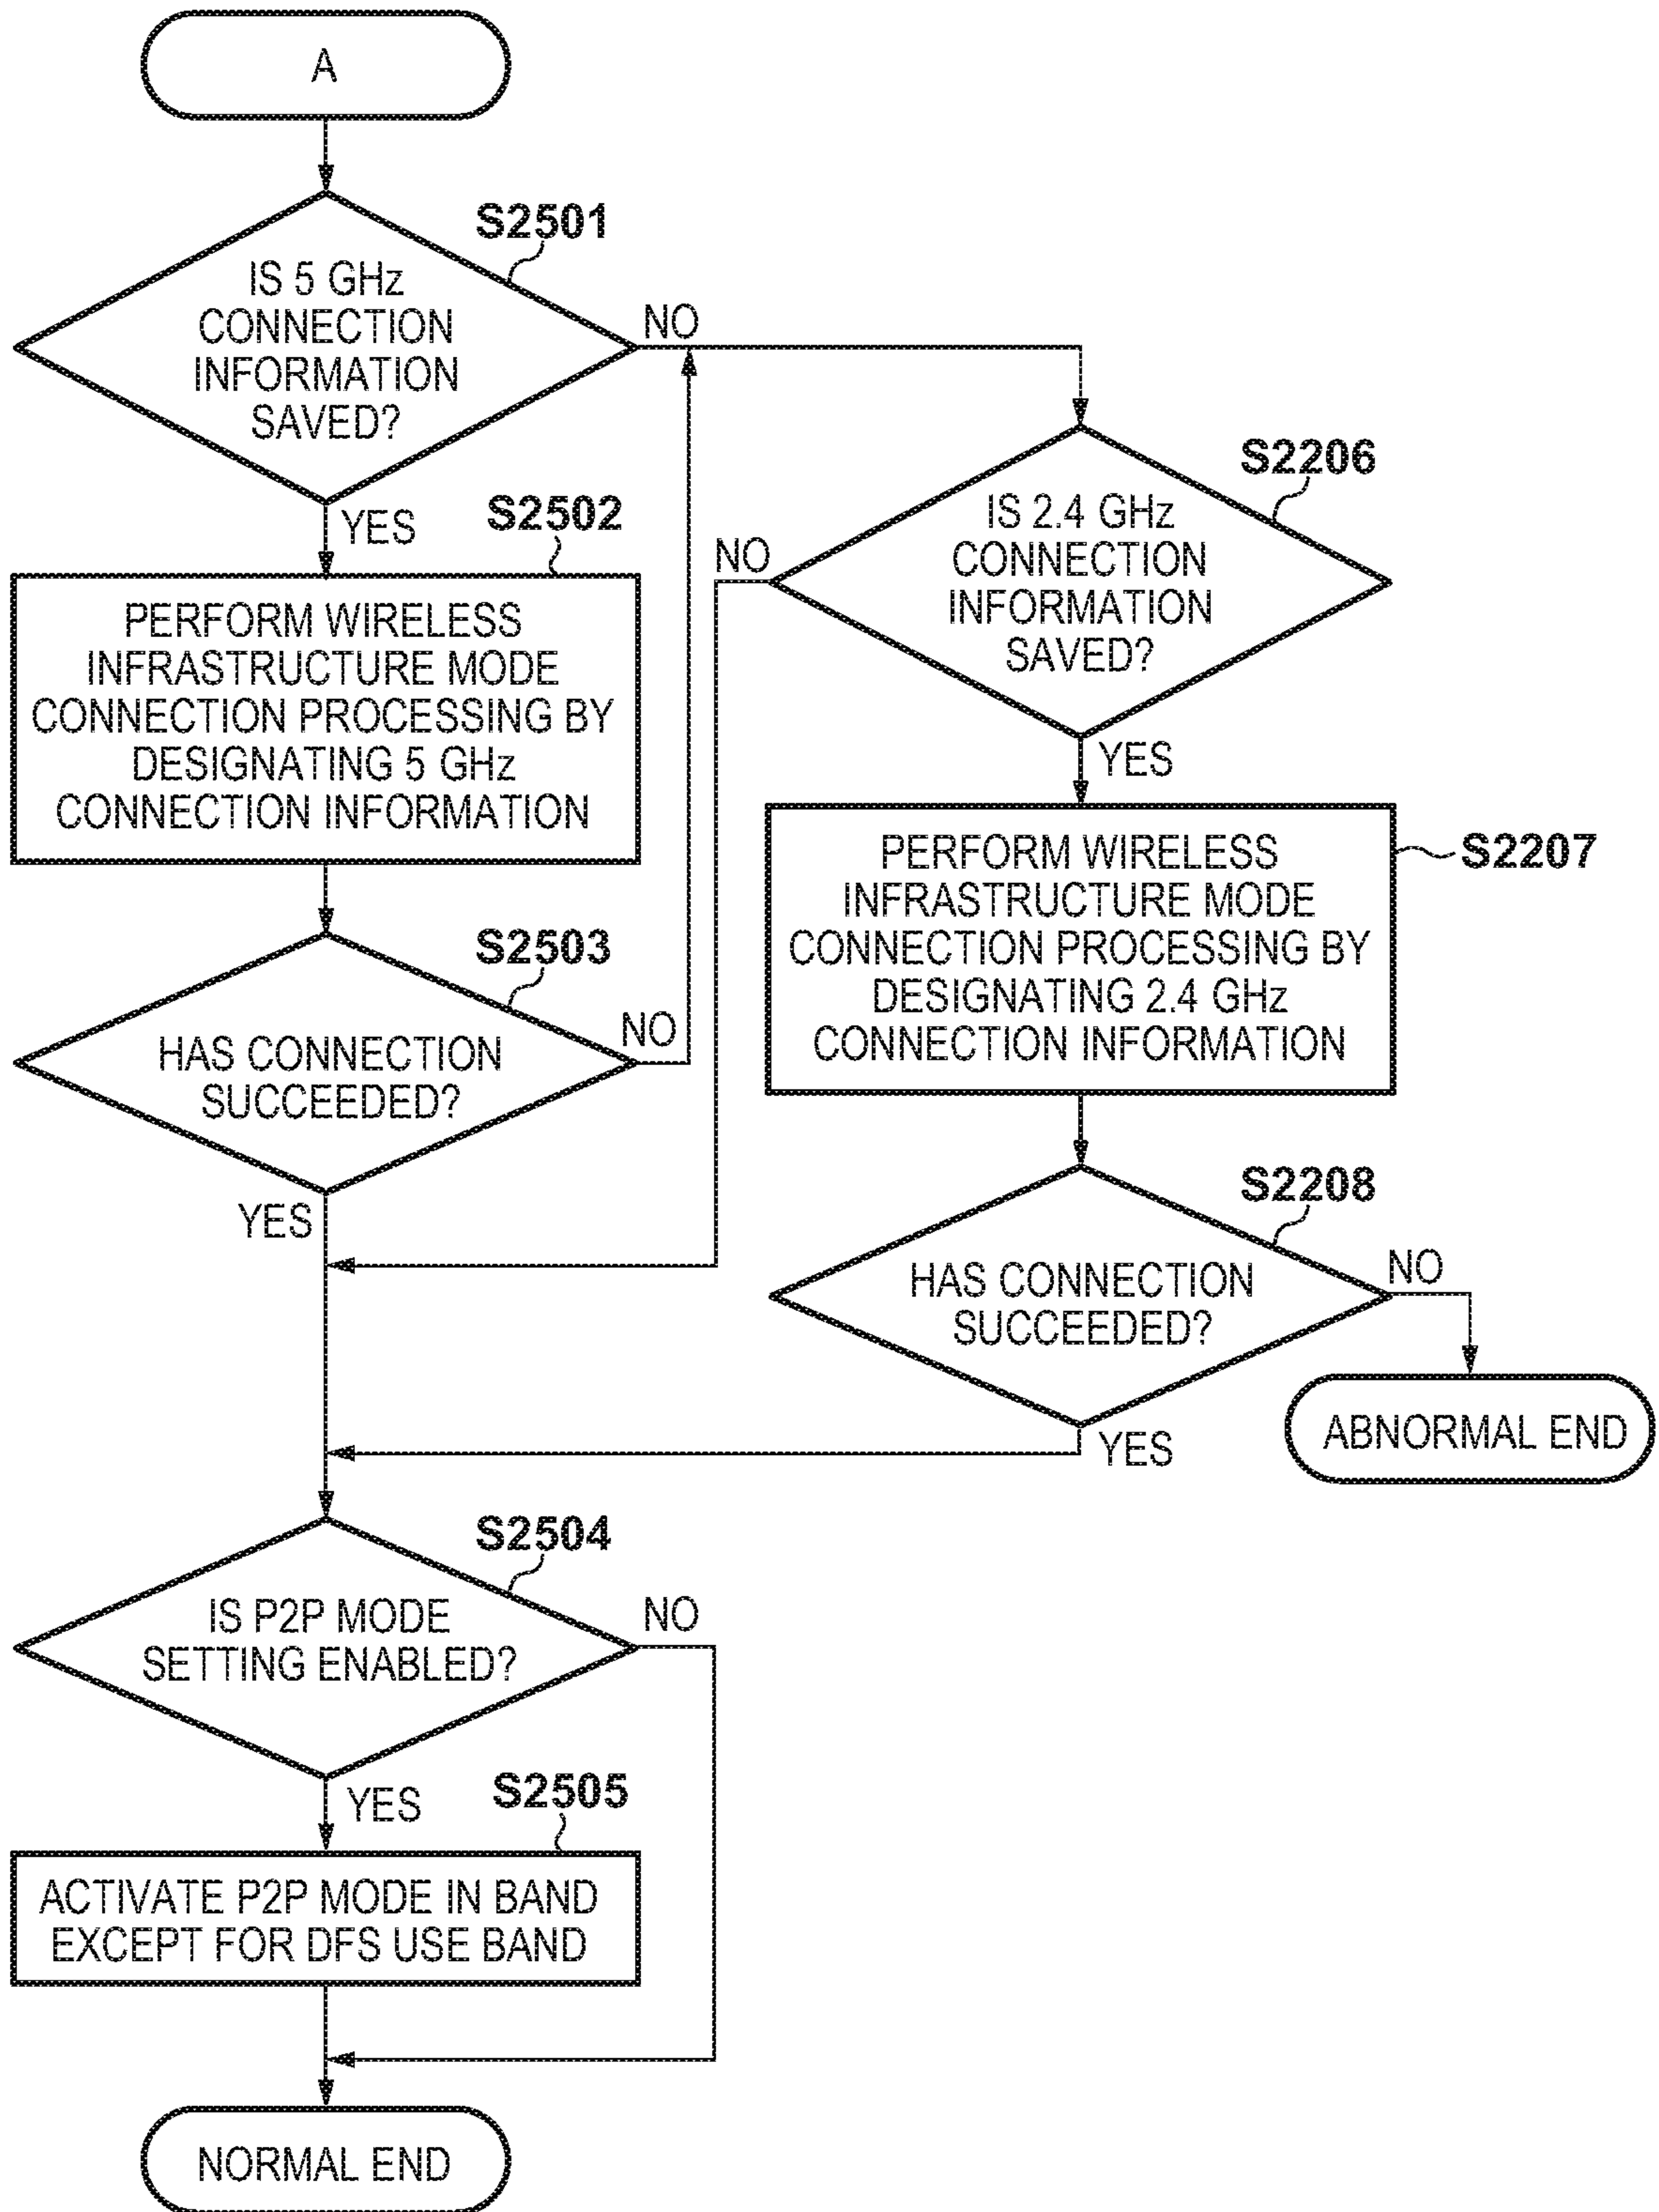 A
S2501
IS 5 GHz
CONNECTION
INFORMATION
SAVED?
NO
YES
S2206
IS 2.4 GHz
CONNECTION
INFORMATION
SAVED?
NO
YES
S2502
PERFORM WIRELESS
INFRASTRUCTURE MODE
CONNECTION PROCESSING BY
DESIGNATING 5 GHz
CONNECTION INFORMATION
S2207
PERFORM WIRELESS
INFRASTRUCTURE MODE
CONNECTION PROCESSING BY
DESIGNATING 2.4 GHz
CONNECTION INFORMATION
S2503
HAS CONNECTION
SUCCEEDED?
NO
YES
S2208
HAS CONNECTION
SUCCEEDED?
NO
YES
ABNORMAL END
S2504
IS P2P MODE
SETTING ENABLED?
NO
YES
S2505
ACTIVATE P2P MODE IN BAND
EXCEPT FOR DFS USE BAND
NORMAL END